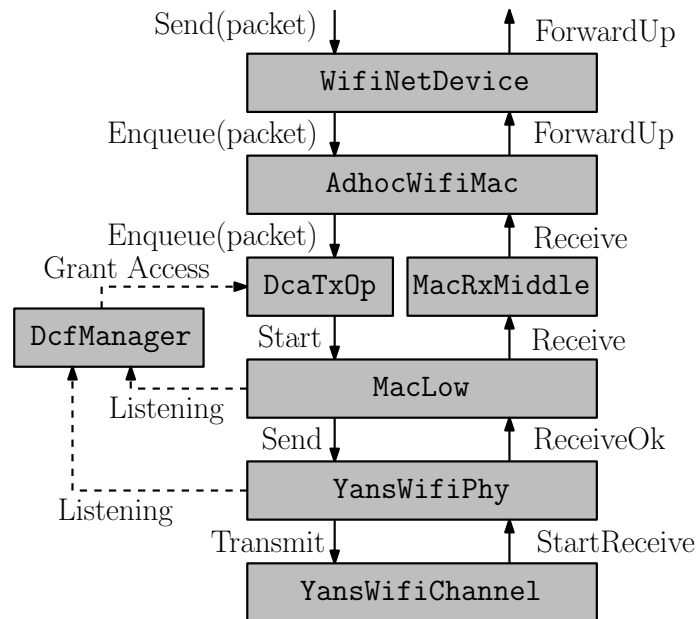 Send(packet)
ForwardUp
WifiNetDevice
Enqueue(packet)
ForwardUp
AdhocWifiMac
Enqueue(packet)
Receive
Grant Access
DcaTxOp
MacRxMiddle
DcfManager
Start
Receive
MacLow
Listening
Send
ReceiveOk
YansWifiPhy
Listening
Transmit
StartReceive
YansWifiChannel